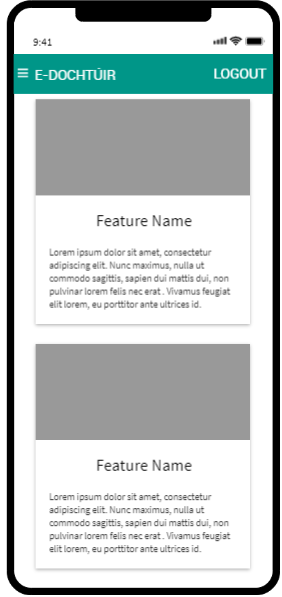 9:41
E-DOCHTÚIR LOGOUT
Feature Name
Lorem ipsum dolor sit amet, consectetur
adipiscing elit. Nunc maximus, nulla ut
commodo sagittis, sapien dui mattis dui, non
pulvinar lorem felis nec erat . Vivamus feugiat
elit lorem, eu porttitor ante ultrices id.
Feature Name
Lorem ipsum dolor sit amet, consectetur
adipiscing elit. Nunc maximus, nulla ut
commodo sagittis, sapien dui mattis dui, non
pulvinar lorem felis nec erat . Vivamus feugiat
elit lorem, eu porttitor ante ultrices id.